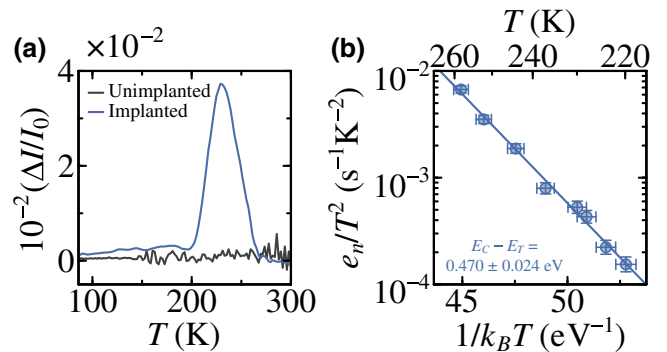 (a)
×10⁻²
4
2
0
10⁻²(ΔI/I₀)
Unimplanted
Implanted
100 200 300
T (K)
(b)
T (K)
260 240 220
10⁻²
10⁻³
10⁻⁴
eₙ/T² (s⁻¹K⁻²)
E_C − E_T =
0.470 ± 0.024 eV
45 50
1/k_BT (eV⁻¹)